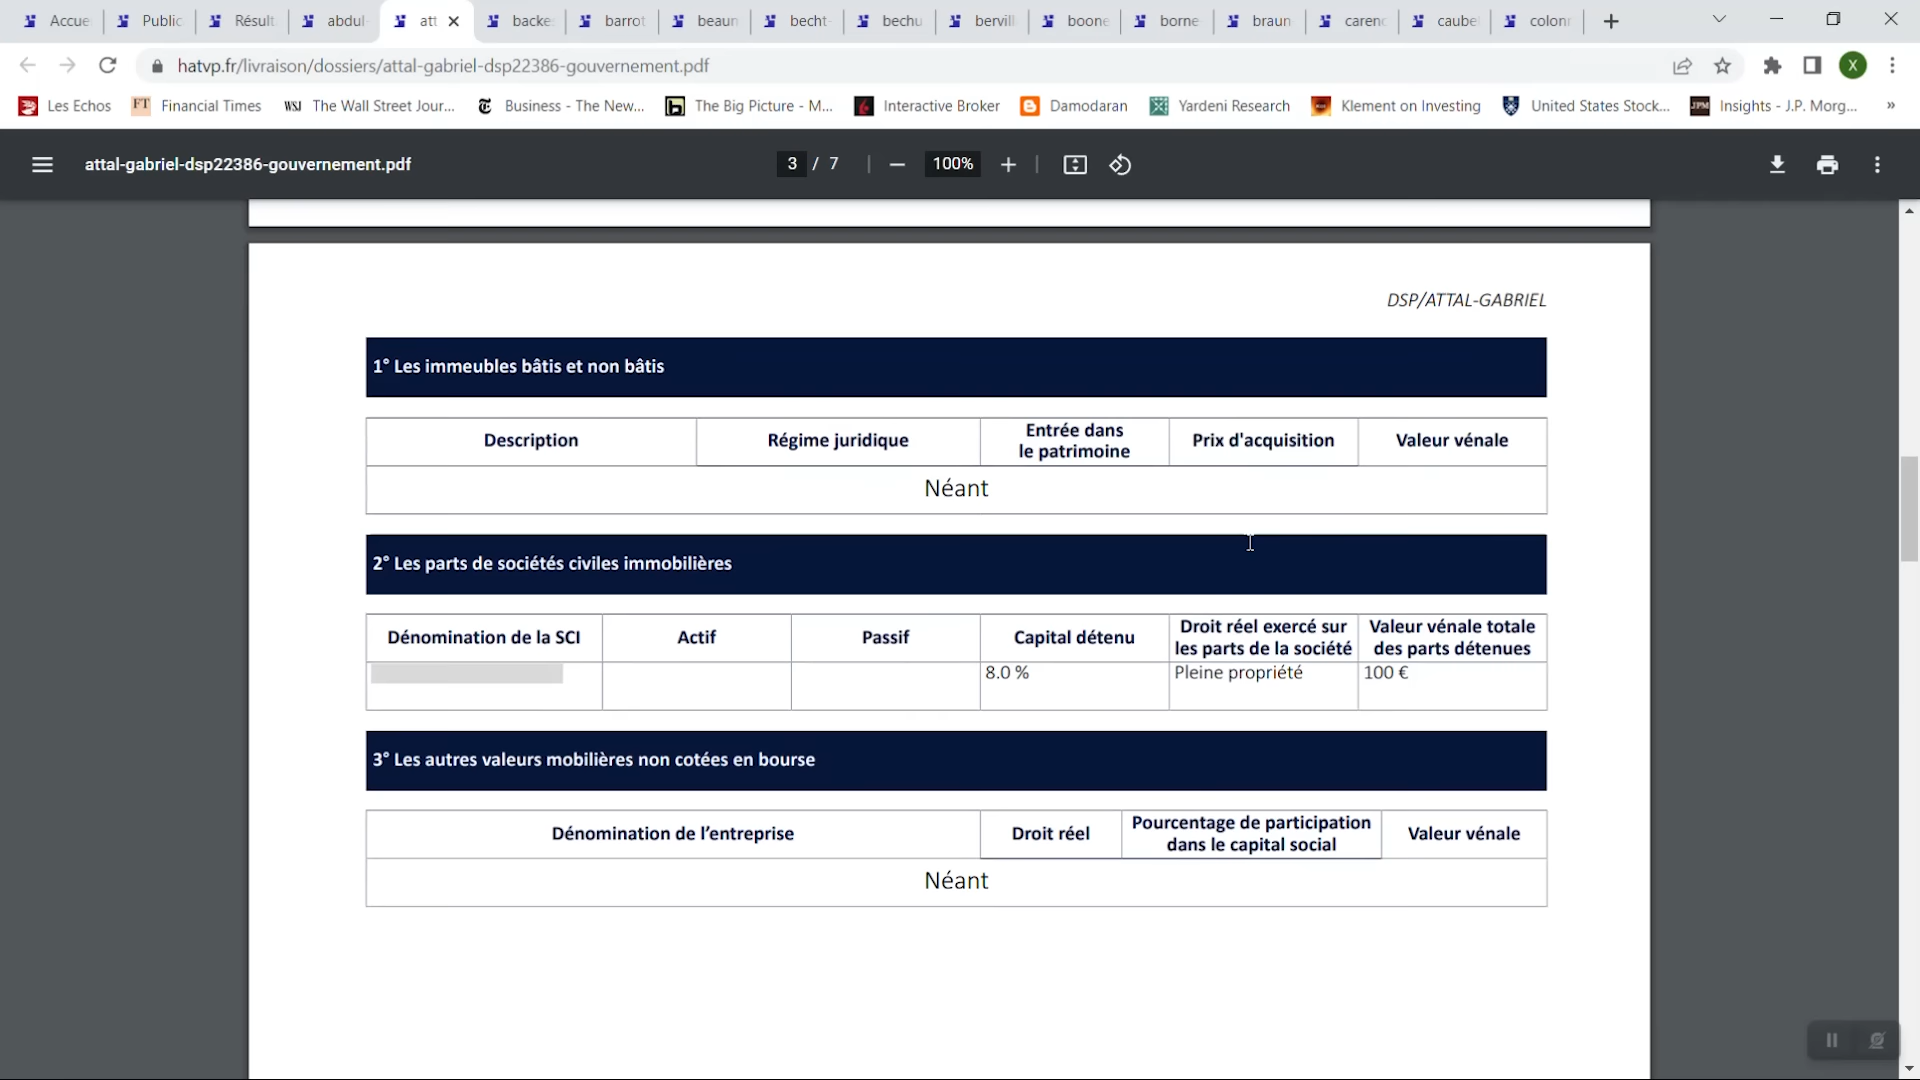 Accue
Public
Résult
abdul
att
backe
barrot
beaun
becht-
bechu
bervill
boone
borne
braun
carenc
caube
colonn
hatvp.fr/livraison/dossiers/attal-gabriel-dsp22386-gouvernement.pdf
X
Les Echos
FT Financial Times
WSJ The Wall Street Jour...
Business - The New...
b The Big Picture - M...
Interactive Broker
Damodaran
Yardeni Research
Klement on Investing
United States Stock...
JPM Insights - J.P. Morg...
»
attal-gabriel-dsp22386-gouvernement.pdf
3 / 7
100%
DSP/ATTAL-GABRIEL
1° Les immeubles bâtis et non bâtis
Description
Régime juridique
Entrée dans
le patrimoine
Prix d'acquisition
Valeur vénale
Néant
2° Les parts de sociétés civiles immobilières
Dénomination de la SCI
Actif
Passif
Capital détenu
Droit réel exercé sur
les parts de la société
Valeur vénale totale
des parts détenues
8.0 %
Pleine propriété
100 €
3° Les autres valeurs mobilières non cotées en bourse
Dénomination de l’entreprise
Droit réel
Pourcentage de participation
dans le capital social
Valeur vénale
Néant